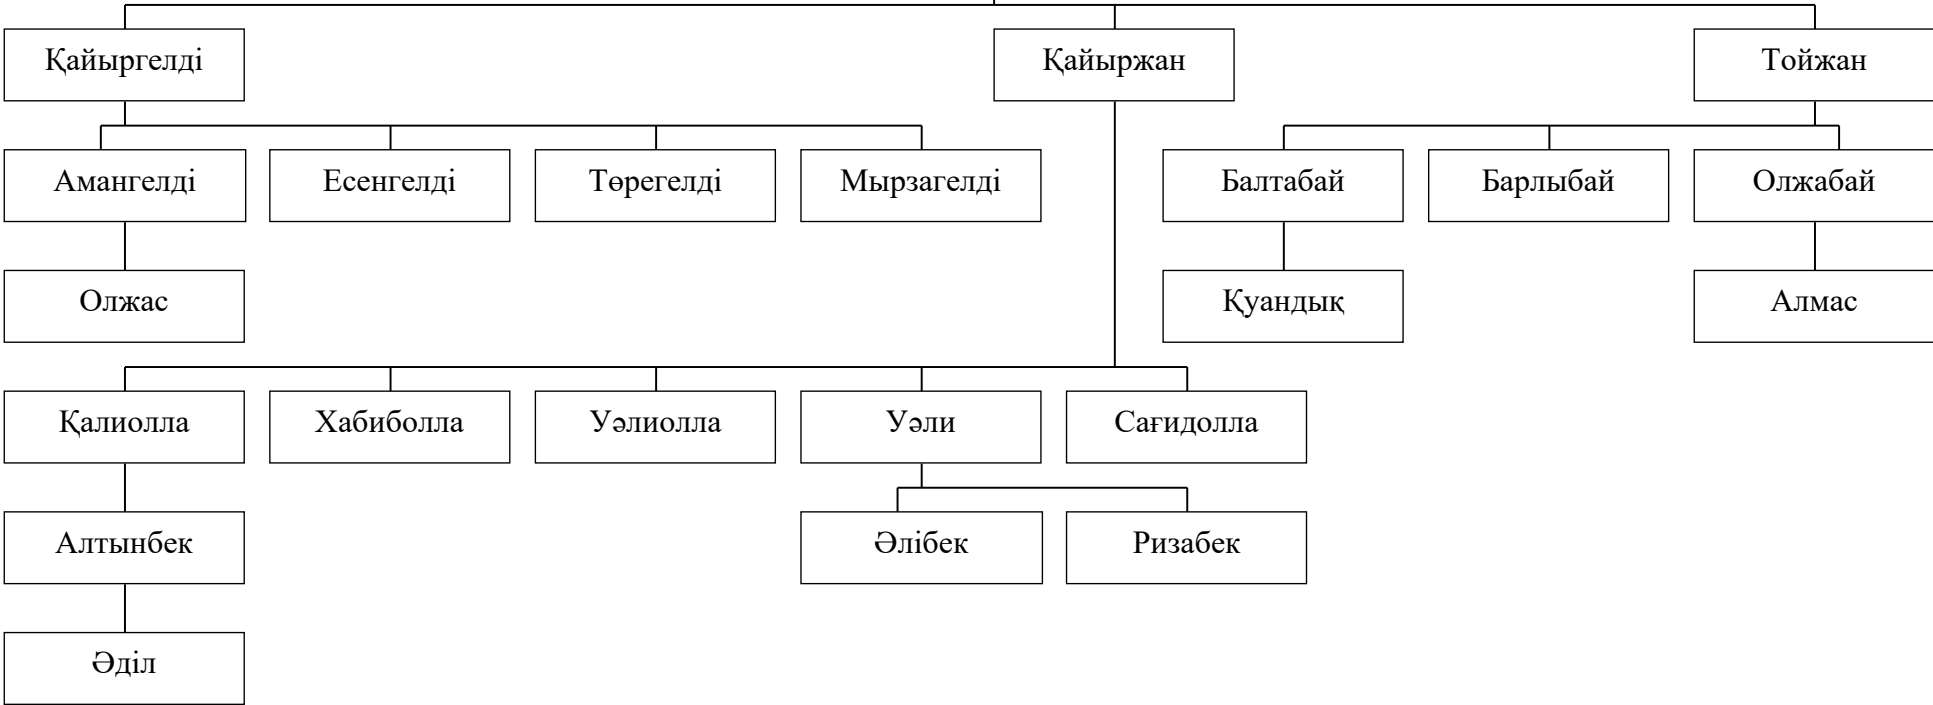 Қайыргелді
Қайыржан
Тойжан
Амангелді
Есенгелді
Төрегелді
Мырзагелді
Балтабай
Барлыбай
Олжабай
Олжас
Қуандық
Алмас
Қалиолла
Хабиболла
Уәлиолла
Уәли
Сағидолла
Алтынбек
Әлібек
Ризабек
Әділ